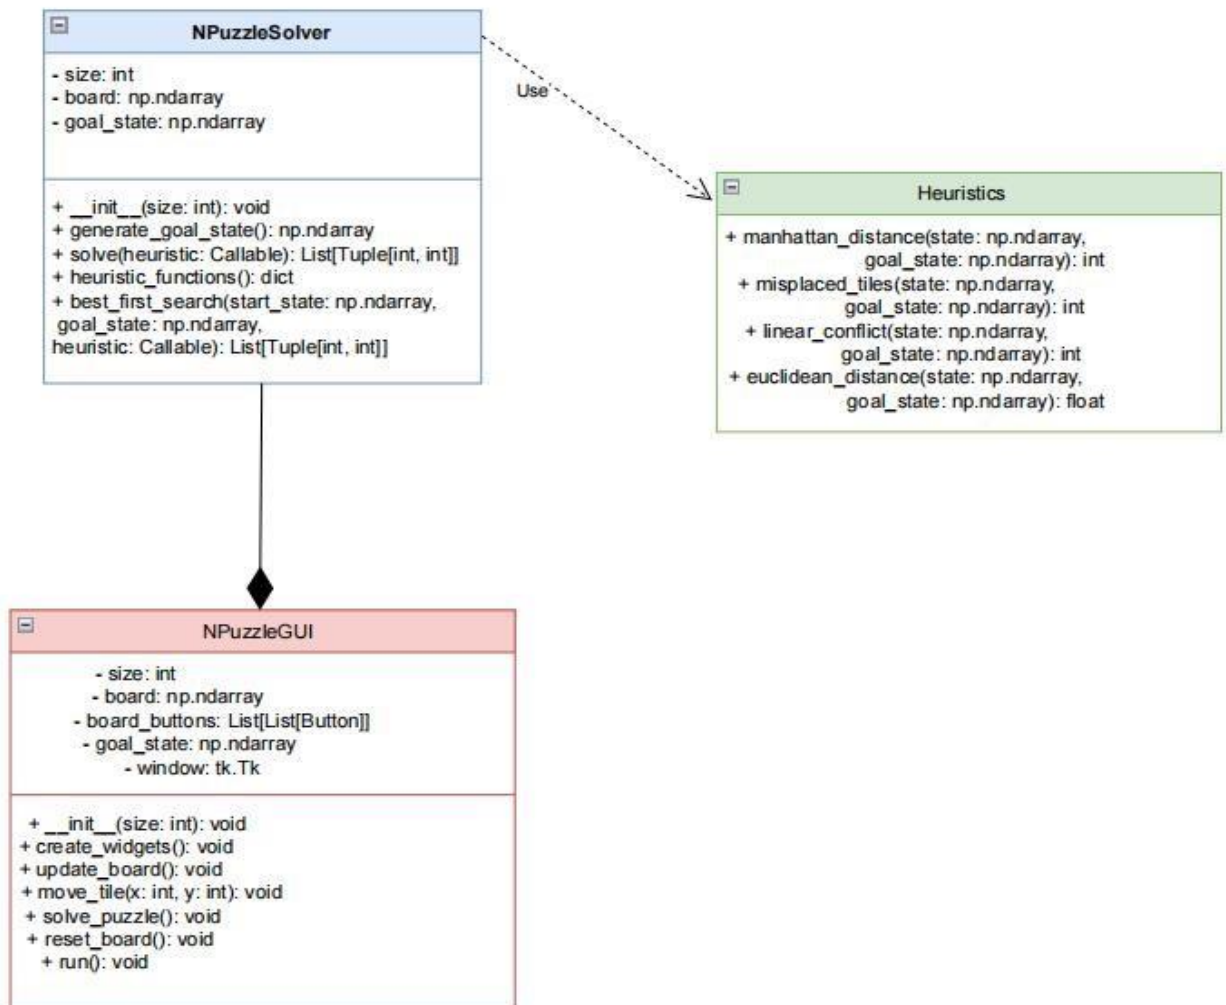 NPuzzleSolver
- size: int
- board: np.ndarray
- goal_state: np.ndarray
+ __init__(size: int): void
+ generate_goal_state(): np.ndarray
+ solve(heuristic: Callable): List[Tuple[int, int]]
+ heuristic_functions(): dict
+ best_first_search(start_state: np.ndarray,
goal_state: np.ndarray,
heuristic: Callable): List[Tuple[int, int]]
Use
Heuristics
+ manhattan_distance(state: np.ndarray,
goal_state: np.ndarray): int
+ misplaced_tiles(state: np.ndarray,
goal_state: np.ndarray): int
+ linear_conflict(state: np.ndarray,
goal_state: np.ndarray): int
+ euclidean_distance(state: np.ndarray,
goal_state: np.ndarray): float
NPuzzleGUI
- size: int
- board: np.ndarray
- board_buttons: List[List[Button]]
- goal_state: np.ndarray
- window: tk.Tk
+ __init__(size: int): void
+ create_widgets(): void
+ update_board(): void
+ move_tile(x: int, y: int): void
+ solve_puzzle(): void
+ reset_board(): void
+ run(): void